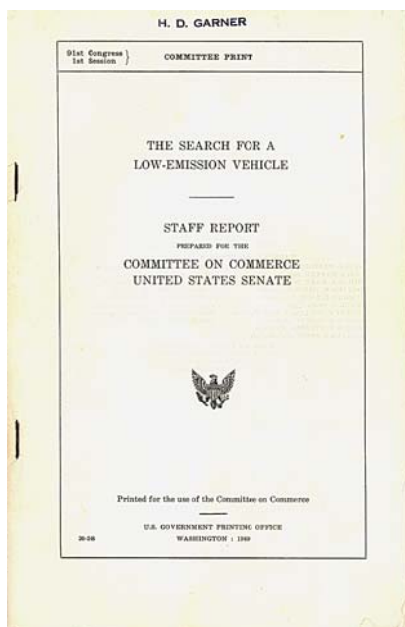 H. D. GARNER
91st Congress } COMMITTEE PRINT
1st Session
THE SEARCH FOR A
LOW-EMISSION VEHICLE
STAFF REPORT
PREPARED FOR THE
COMMITTEE ON COMMERCE
UNITED STATES SENATE
Printed for the use of the Committee on Commerce
U.S. GOVERNMENT PRINTING OFFICE
WASHINGTON : 1969